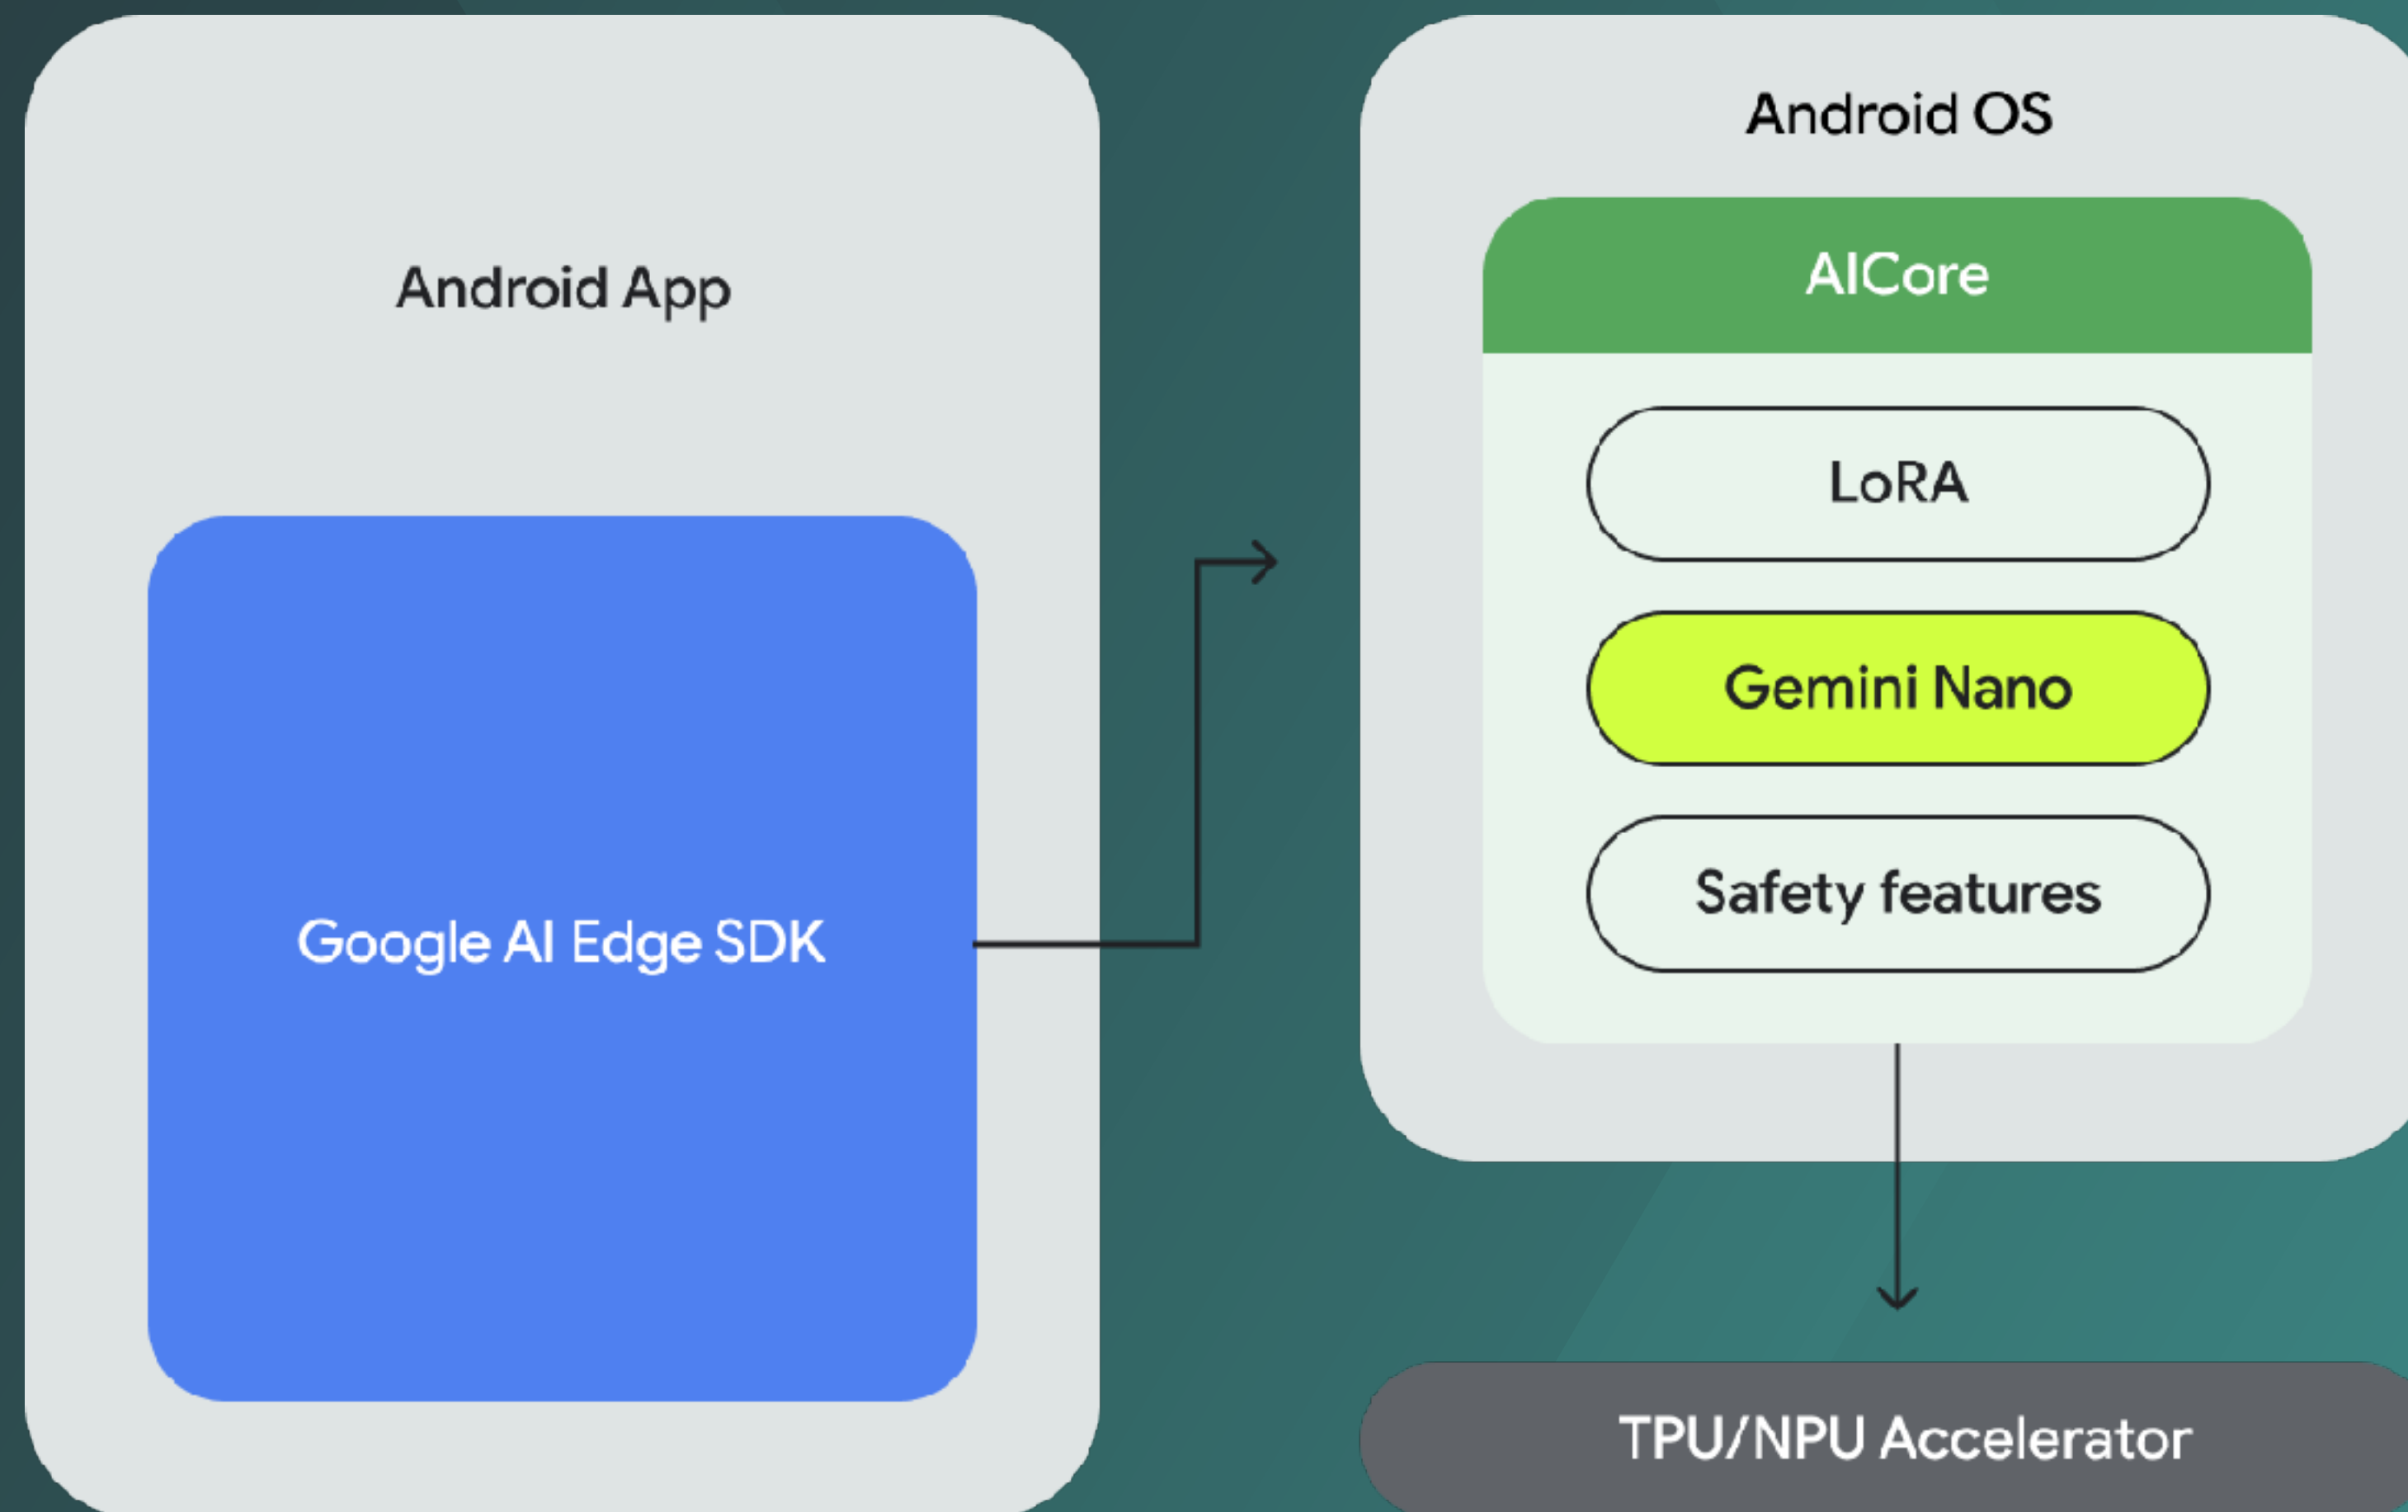 Android App
Google AI Edge SDK
Android OS
AICore
LoRA
Gemini Nano
Safety features
TPU/NPU Accelerator